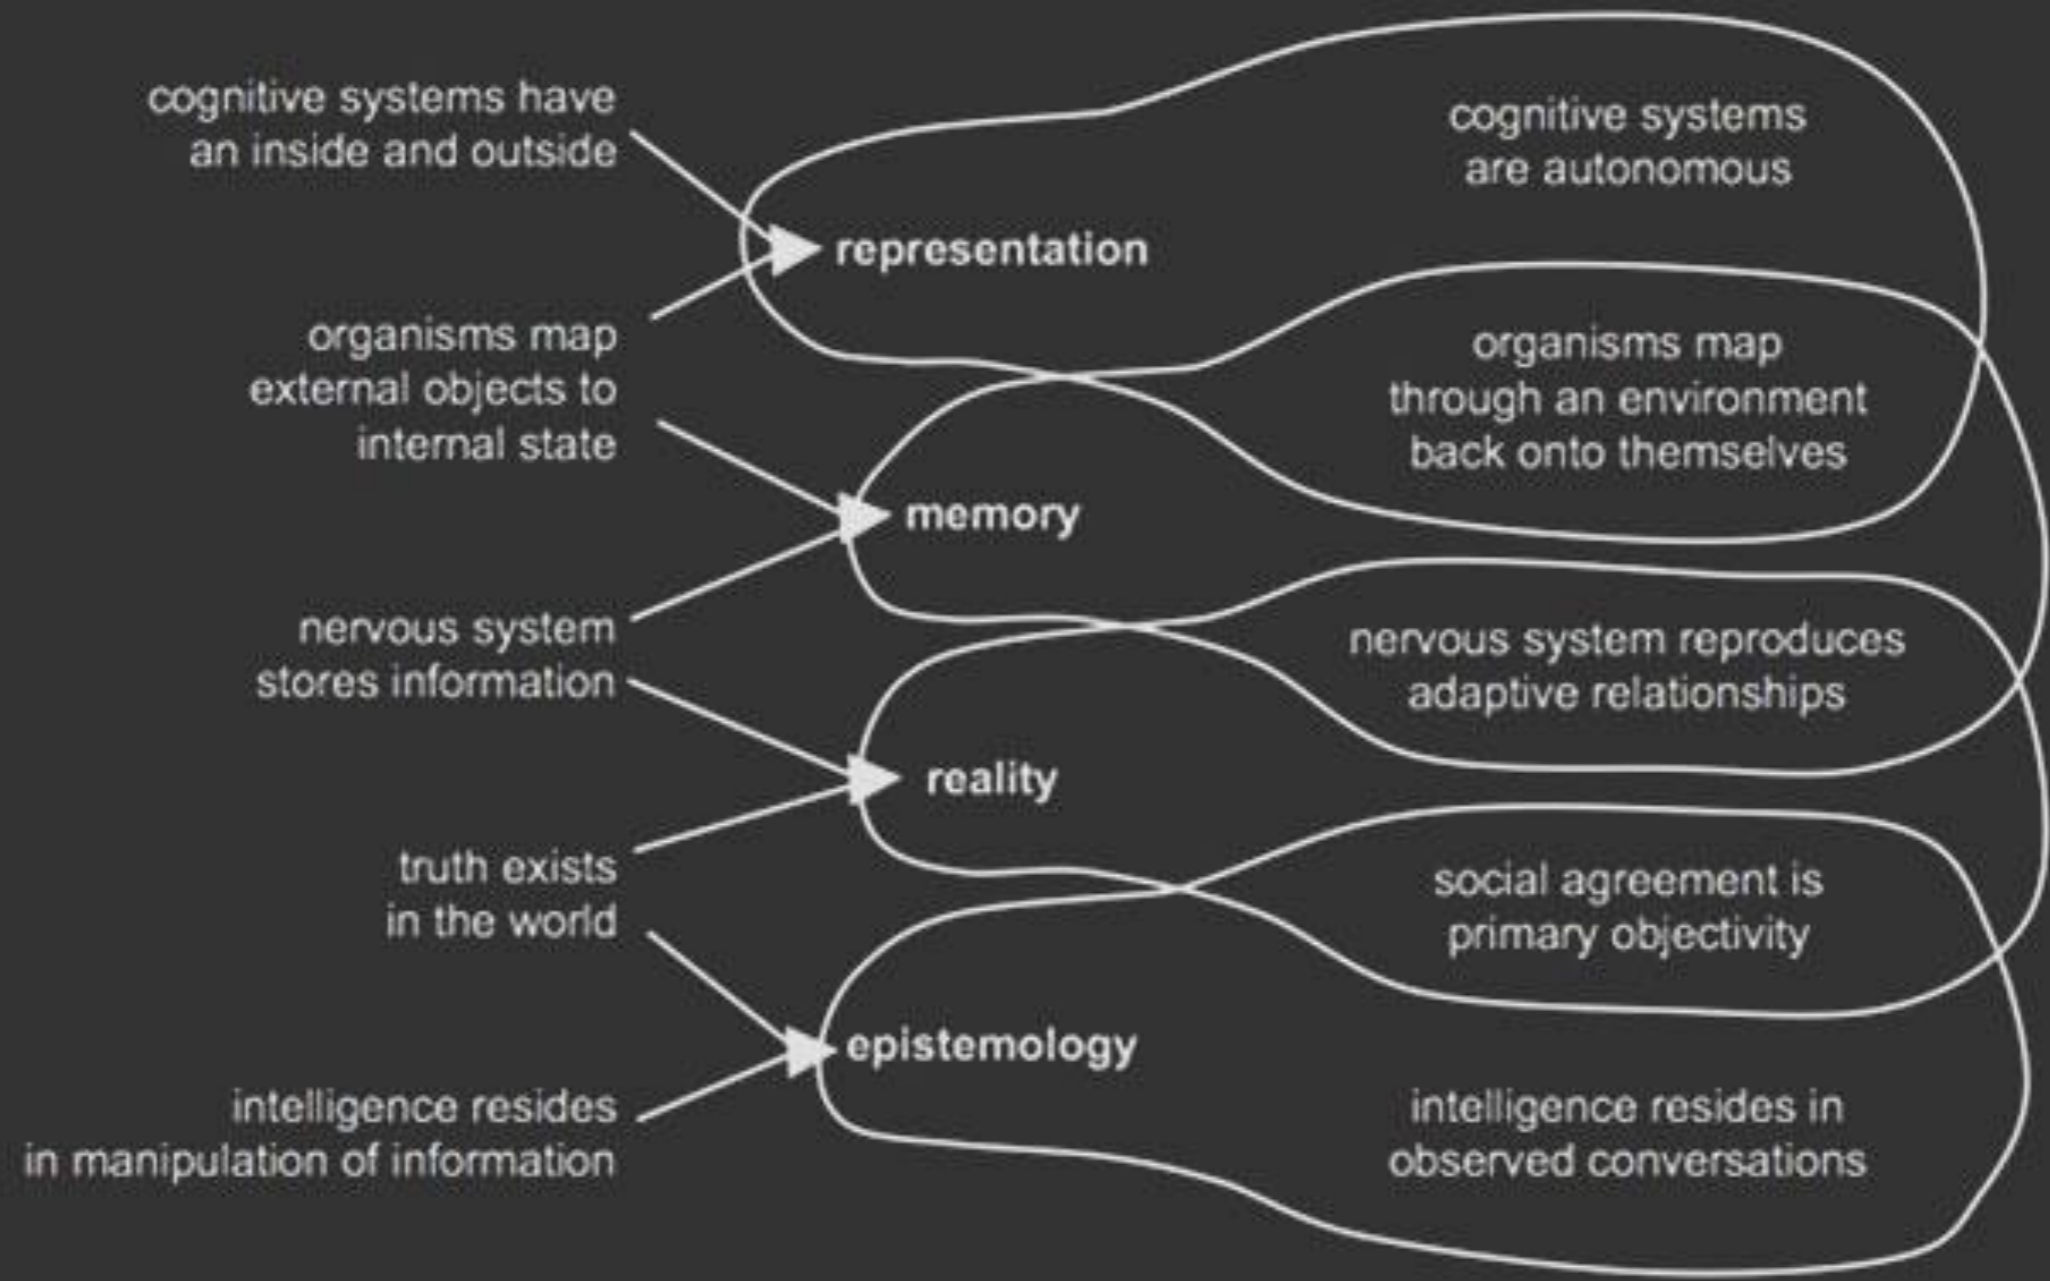 cognitive systems have
an inside and outside
organisms map
external objects to
internal state
nervous system
stores information
truth exists
in the world
intelligence resides
in manipulation of information
representation
memory
reality
epistemology
cognitive systems
are autonomous
organisms map
through an environment
back onto themselves
nervous system reproduces
adaptive relationships
social agreement is
primary objectivity
intelligence resides in
observed conversations